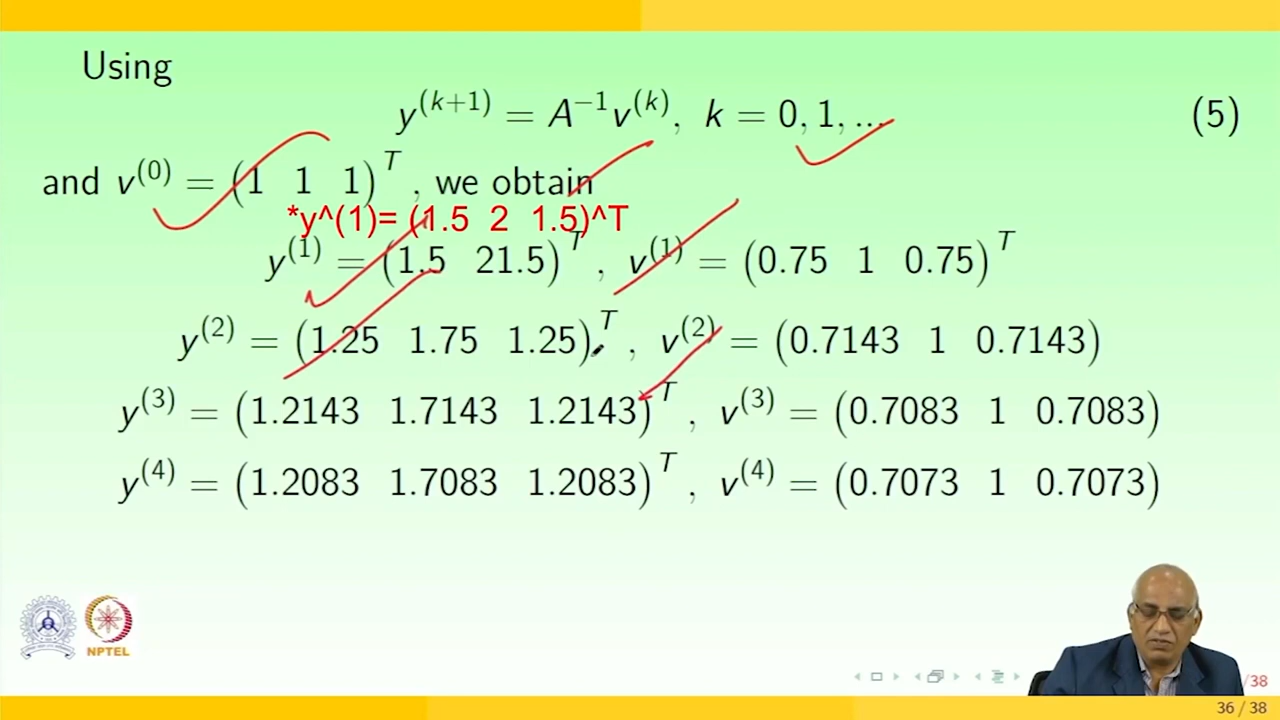 Using
y^(k+1) = A^−1 v^(k), k = 0, 1, ... (5)
and v^(0) = (1 1 1)^T, we obtain
*y^(1)= (1.5 2 1.5)^T
y^(1) = (1.5 21.5)^T, v^(1) = (0.75 1 0.75)^T
y^(2) = (1.25 1.75 1.25)^T, v^(2) = (0.7143 1 0.7143)
y^(3) = (1.2143 1.7143 1.2143)^T, v^(3) = (0.7083 1 0.7083)
y^(4) = (1.2083 1.7083 1.2083)^T, v^(4) = (0.7073 1 0.7073)
NPTEL
/38
36 / 38